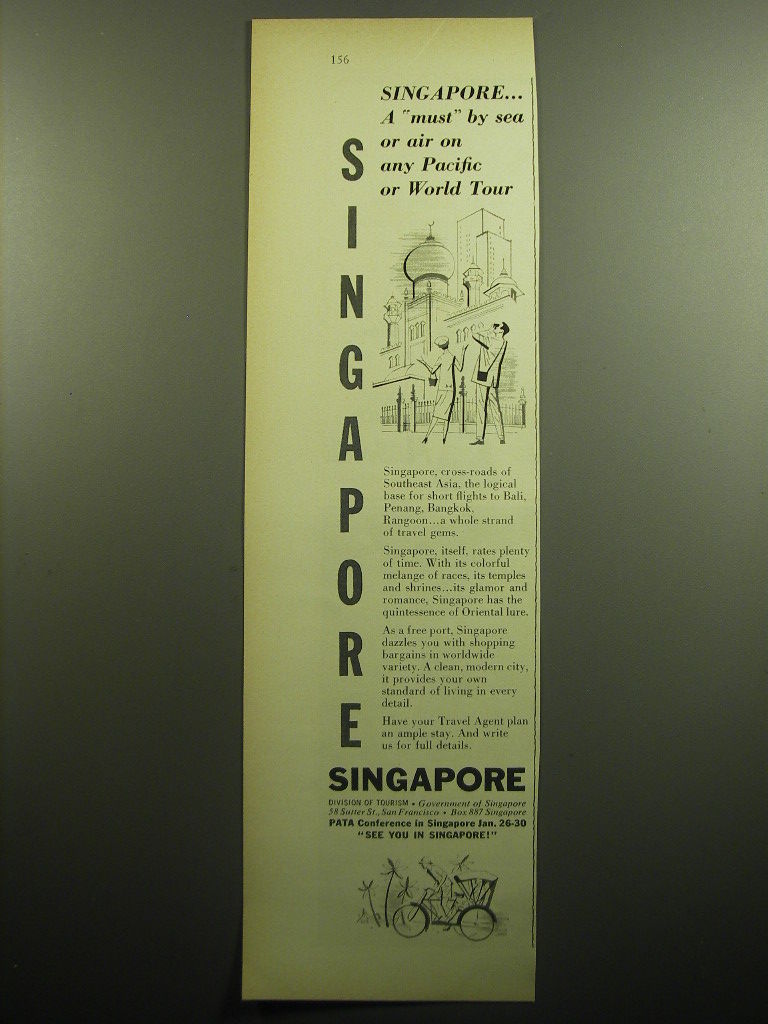 156
SINGAPORE...
A "must" by sea
or air on
any Pacific
or World Tour
SINGAPORE
Singapore, cross-roads of
Southeast Asia, the logical
base for short flights to Bali,
Penang, Bangkok,
Rangoon...a whole strand
of travel gems.
Singapore, itself, rates plenty
of time. With its colorful
melange of races, its temples
and shrines...its glamor and
romance, Singapore has the
quintessence of Oriental lure.
As a free port, Singapore
dazzles you with shopping
bargains in worldwide
variety. A clean, modern city,
it provides your own
standard of living in every
detail.
Have your Travel Agent plan
an ample stay. And write
us for full details.
SINGAPORE
DIVISION OF TOURISM • Government of Singapore
58 Sutter St., San Francisco • Box 887 Singapore
PATA Conference in Singapore Jan. 26-30
"SEE YOU IN SINGAPORE!"